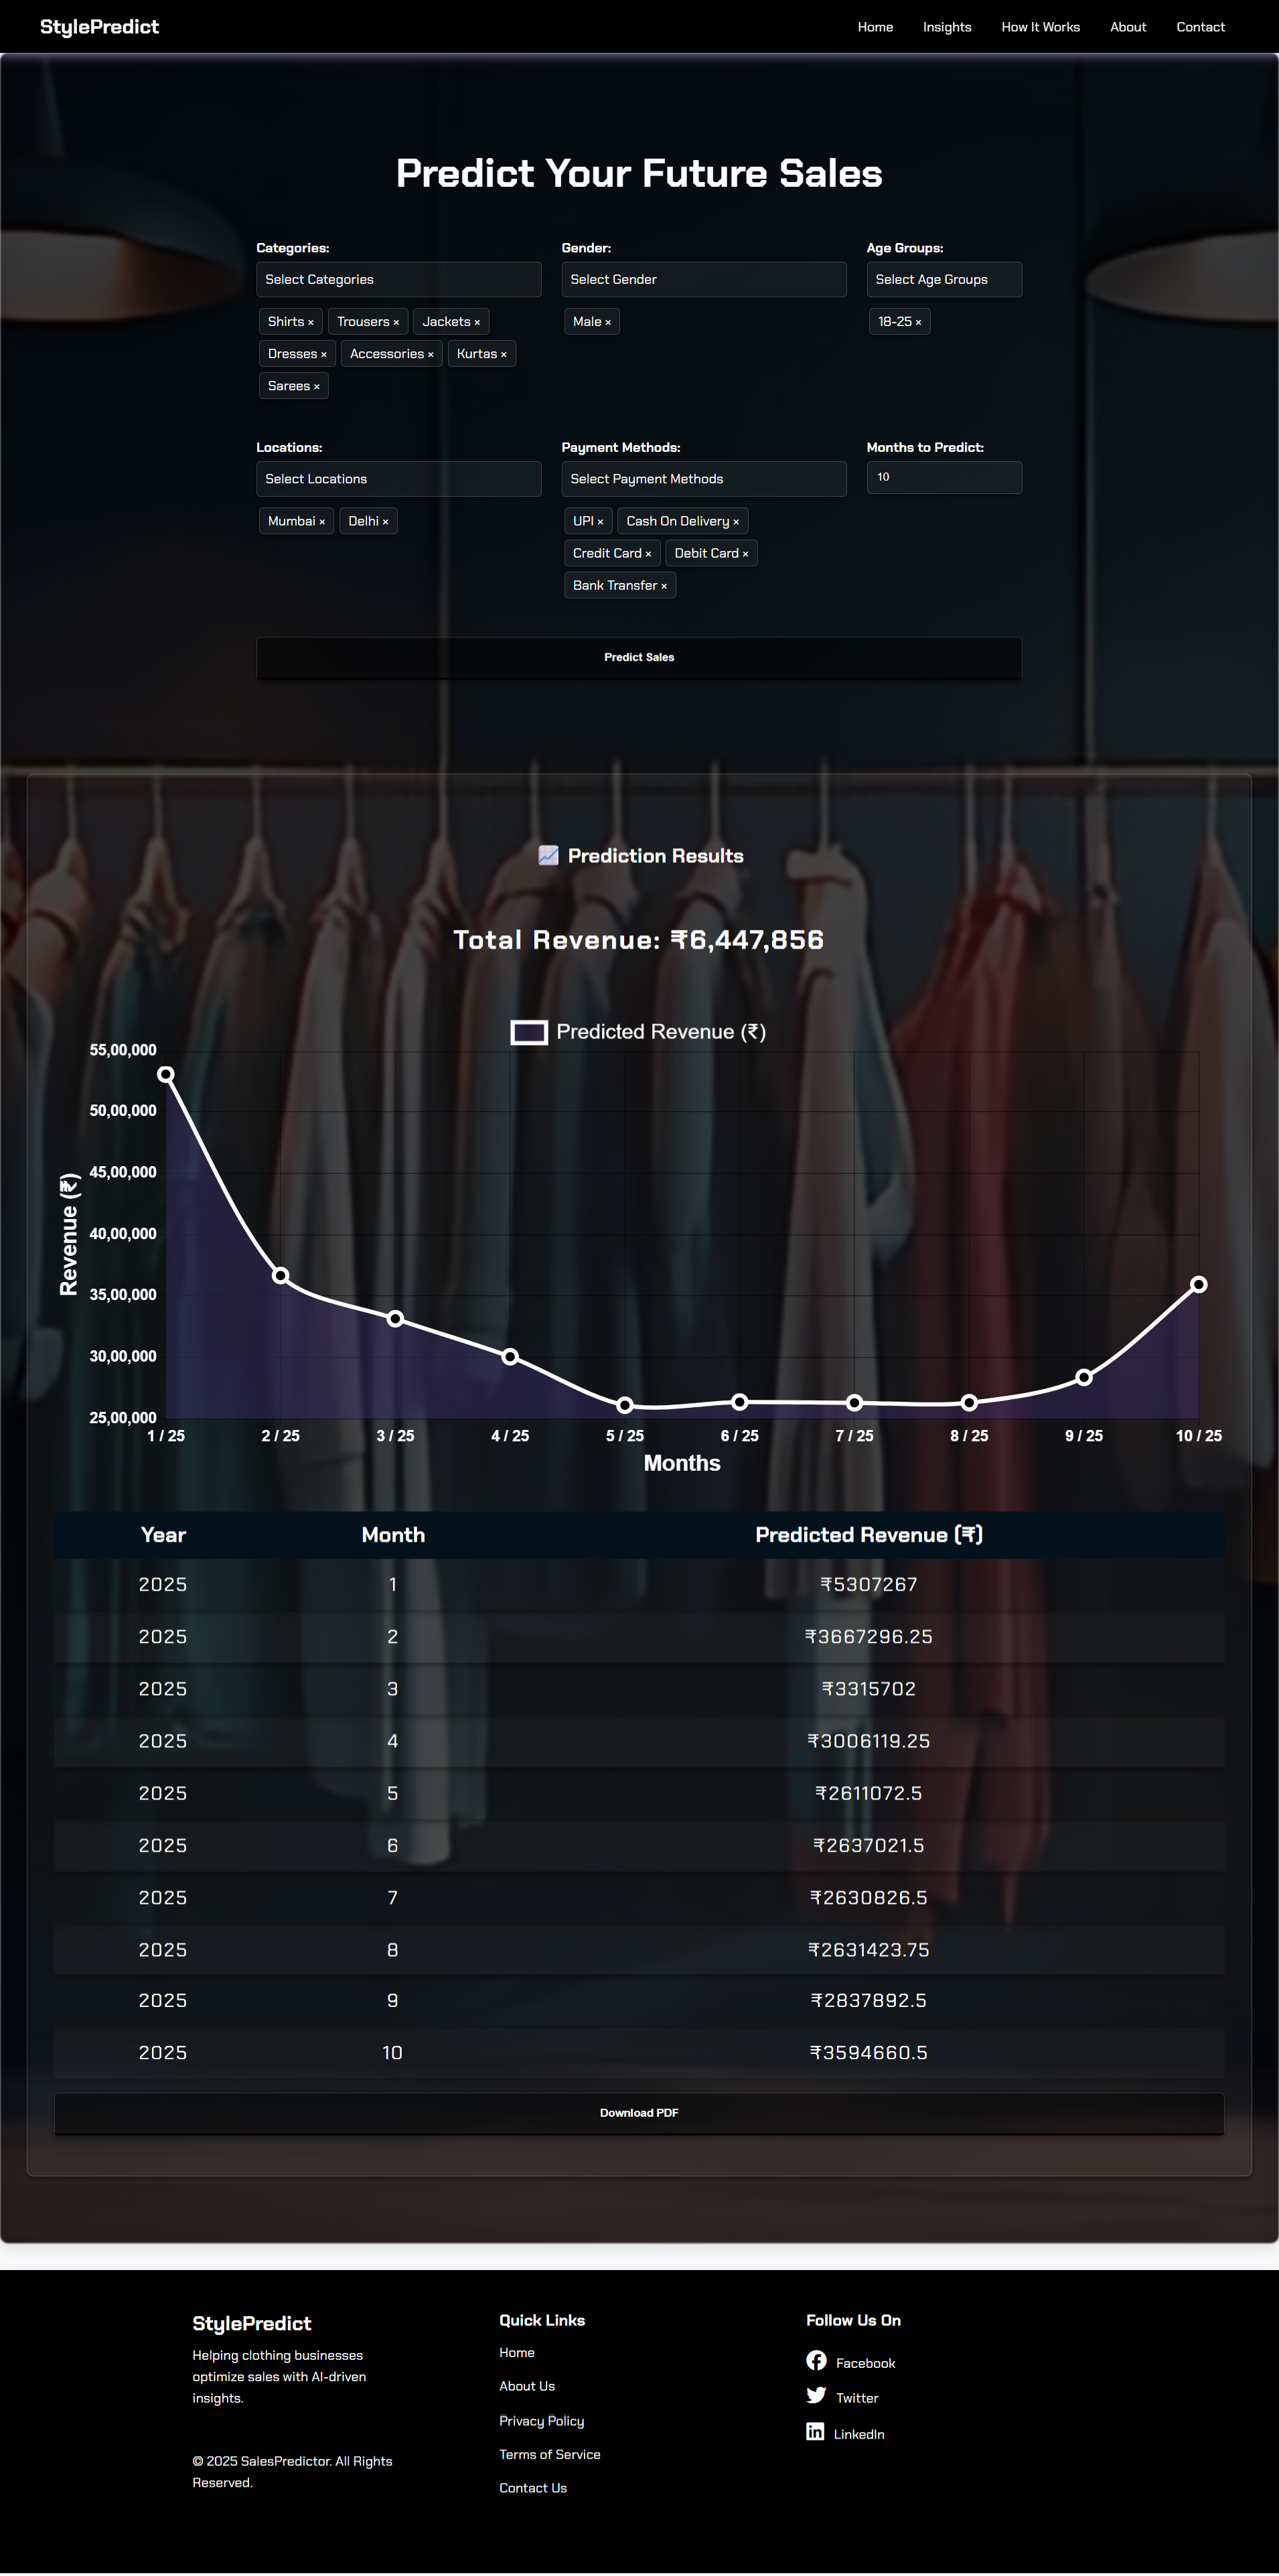 StylePredict
Home Insights How It Works About Contact
Predict Your Future Sales
Categories: Gender: Age Groups:
Select Categories Select Gender Select Age Groups
Shirts × Trousers × Jackets × Male × 18-25 ×
Dresses × Accessories × Kurtas ×
Sarees ×
Locations: Payment Methods: Months to Predict:
Select Locations Select Payment Methods 10
Mumbai × Delhi × UPI × Cash On Delivery ×
Credit Card × Debit Card ×
Bank Transfer ×
Predict Sales
Prediction Results
Total Revenue: ₹6,447,856
Predicted Revenue (₹)
55,00,000
50,00,000
45,00,000
40,00,000
35,00,000
30,00,000
25,00,000
Revenue (₹)
1 / 25 2 / 25 3 / 25 4 / 25 5 / 25 6 / 25 7 / 25 8 / 25 9 / 25 10 / 25
Months
Year Month Predicted Revenue (₹)
2025 1 ₹5307267
2025 2 ₹3667296.25
2025 3 ₹3315702
2025 4 ₹3006119.25
2025 5 ₹2611072.5
2025 6 ₹2637021.5
2025 7 ₹2630826.5
2025 8 ₹2631423.75
2025 9 ₹2837892.5
2025 10 ₹3594660.5
Download PDF
StylePredict
Helping clothing businesses
optimize sales with AI-driven
insights.
© 2025 SalesPredictor. All Rights
Reserved.
Quick Links
Home
About Us
Privacy Policy
Terms of Service
Contact Us
Follow Us On
Facebook
Twitter
LinkedIn